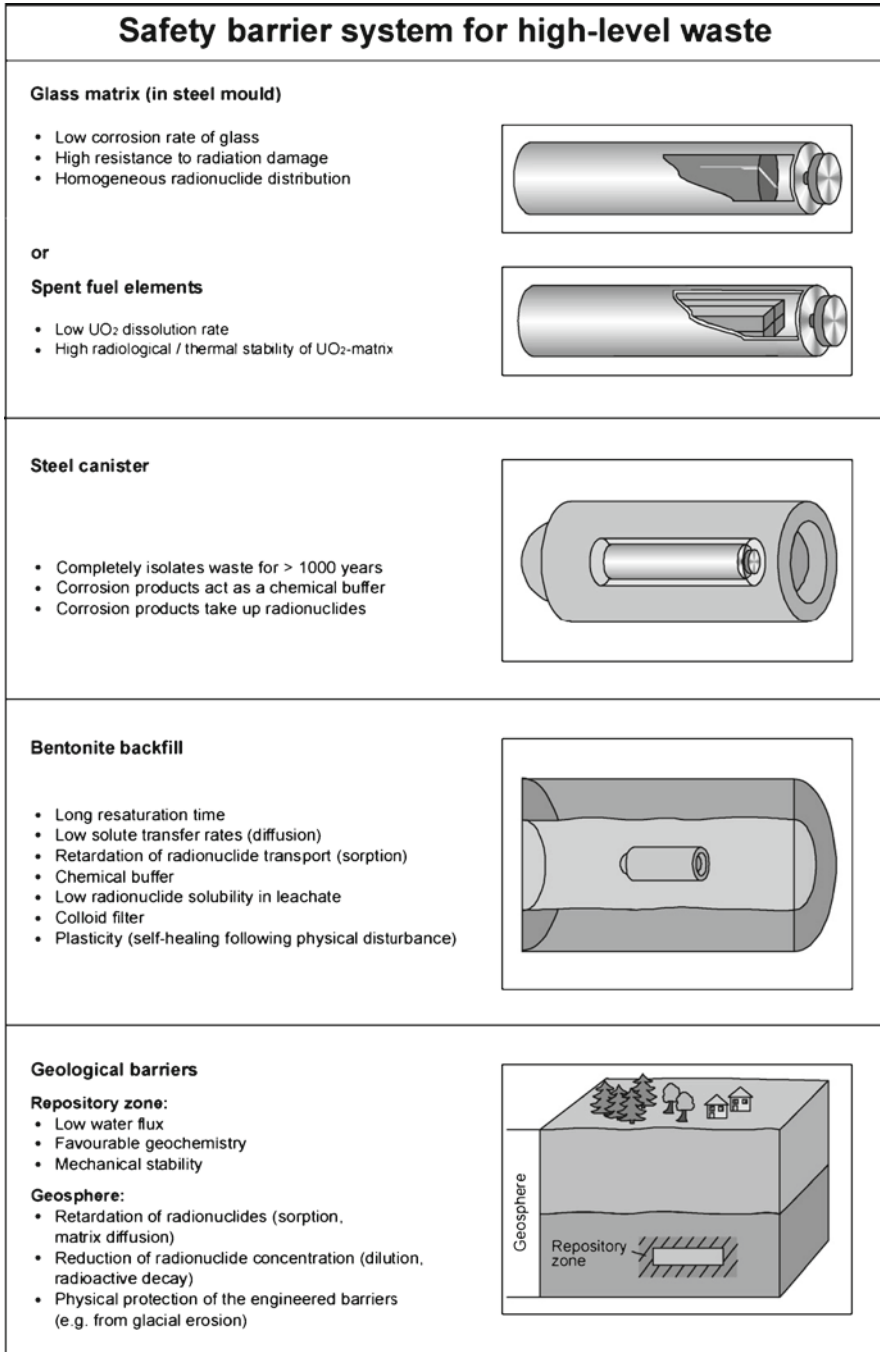 Safety barrier system for high-level waste
Glass matrix (in steel mould)
• Low corrosion rate of glass
• High resistance to radiation damage
• Homogeneous radionuclide distribution
or
Spent fuel elements
• Low UO₂ dissolution rate
• High radiological / thermal stability of UO₂-matrix
Steel canister
• Completely isolates waste for > 1000 years
• Corrosion products act as a chemical buffer
• Corrosion products take up radionuclides
Bentonite backfill
• Long resaturation time
• Low solute transfer rates (diffusion)
• Retardation of radionuclide transport (sorption)
• Chemical buffer
• Low radionuclide solubility in leachate
• Colloid filter
• Plasticity (self-healing following physical disturbance)
Geological barriers
Repository zone:
• Low water flux
• Favourable geochemistry
• Mechanical stability
Geosphere:
• Retardation of radionuclides (sorption,
matrix diffusion)
• Reduction of radionuclide concentration (dilution,
radioactive decay)
• Physical protection of the engineered barriers
(e.g. from glacial erosion)
Geosphere
Repository
zone